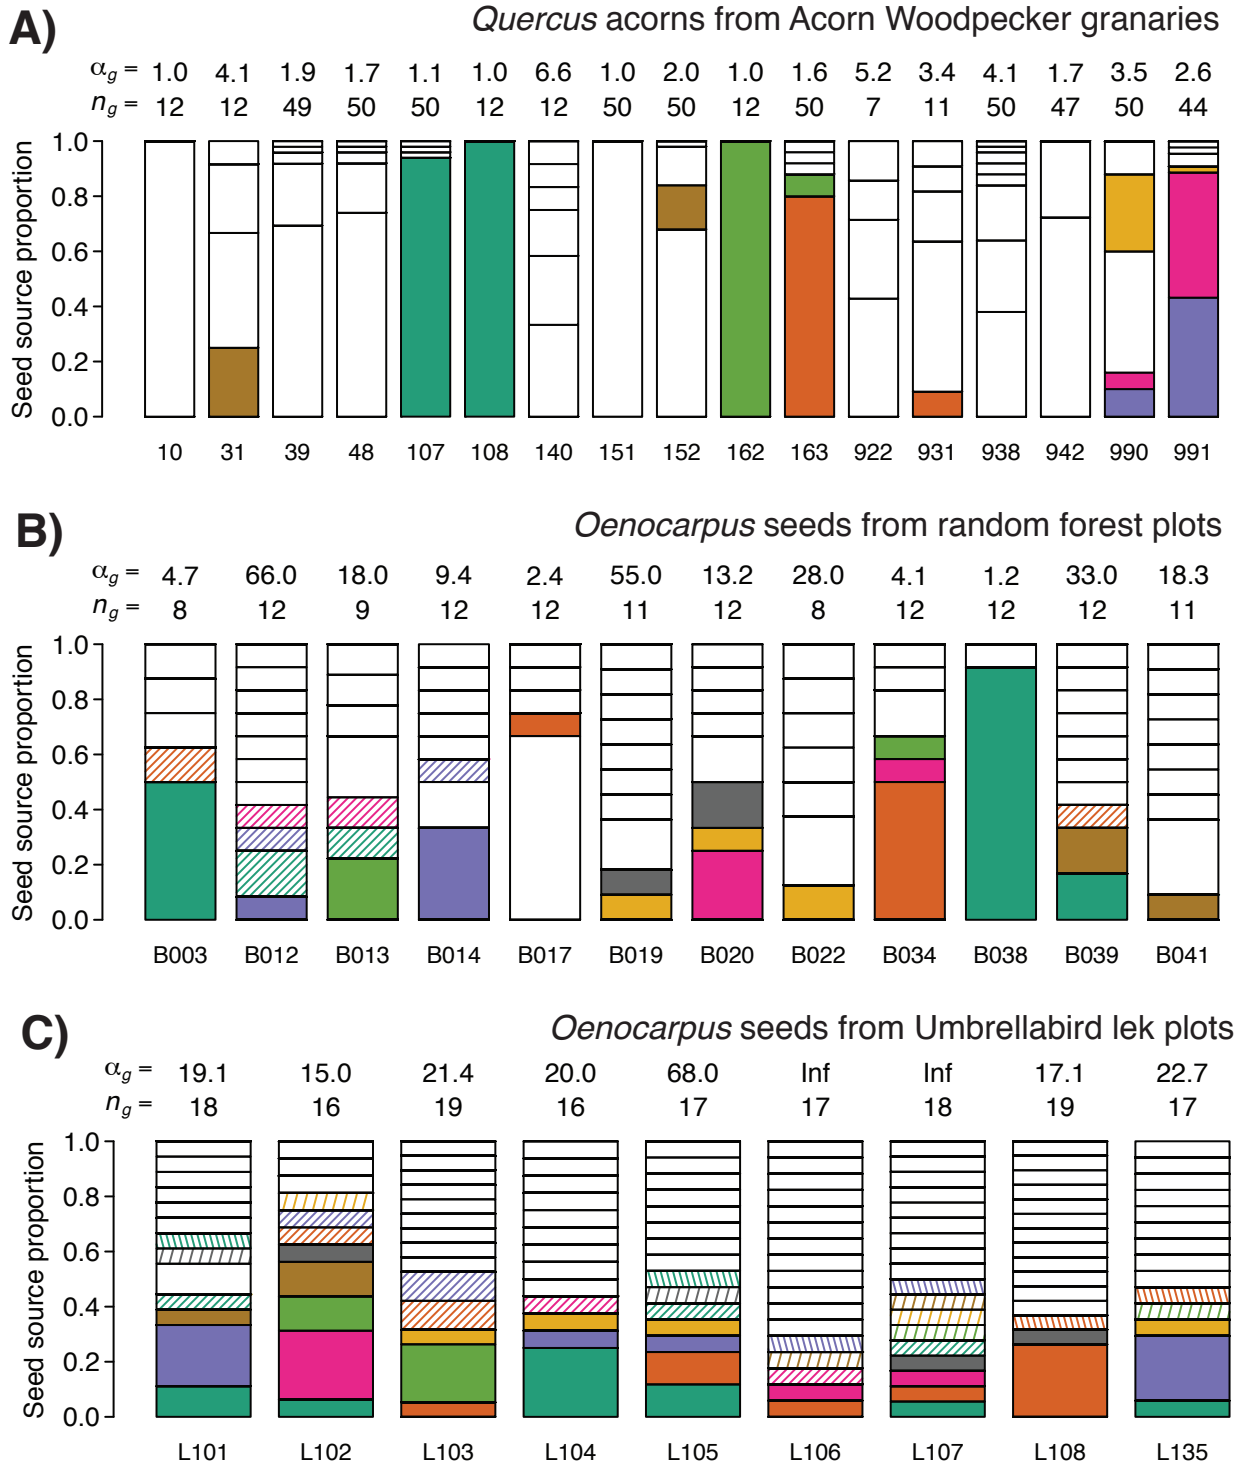 A)
Quercus acorns from Acorn Woodpecker granaries
αg = 1.0 4.1 1.9 1.7 1.1 1.0 6.6 1.0 2.0 1.0 1.6 5.2 3.4 4.1 1.7 3.5 2.6
ng = 12 12 49 50 50 12 12 50 50 12 50 7 11 50 47 50 44
Seed source proportion
1.0
0.8
0.6
0.4
0.2
0.0
10 31 39 48 107 108 140 151 152 162 163 922 931 938 942 990 991
B)
Oenocarpus seeds from random forest plots
αg = 4.7 66.0 18.0 9.4 2.4 55.0 13.2 28.0 4.1 1.2 33.0 18.3
ng = 8 12 9 12 12 11 12 8 12 12 12 11
Seed source proportion
1.0
0.8
0.6
0.4
0.2
0.0
B003 B012 B013 B014 B017 B019 B020 B022 B034 B038 B039 B041
C)
Oenocarpus seeds from Umbrellabird lek plots
αg = 19.1 15.0 21.4 20.0 68.0 Inf Inf 17.1 22.7
ng = 18 16 19 16 17 17 18 19 17
Seed source proportion
1.0
0.8
0.6
0.4
0.2
0.0
L101 L102 L103 L104 L105 L106 L107 L108 L135